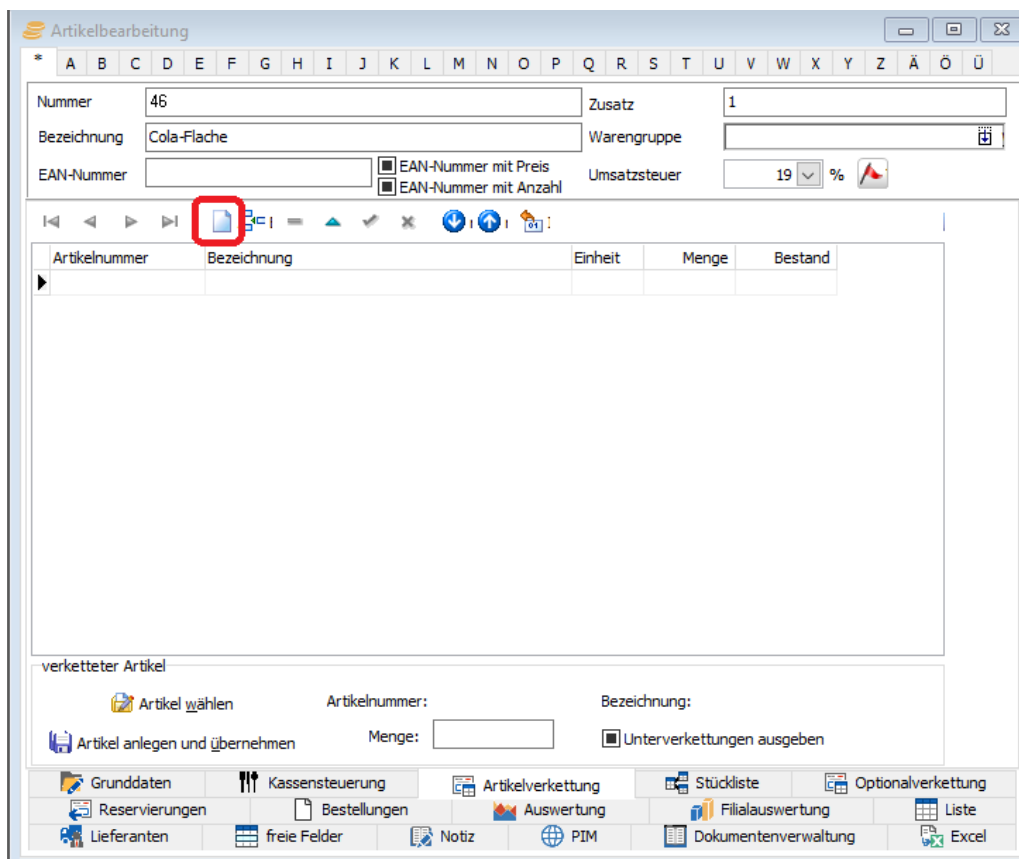 Artikelbearbeitung
* A B C D E F G H I J K L M N O P Q R S T U V W X Y Z Ä Ö Ü
Nummer 46 Zusatz 1
Bezeichnung Cola-Flache Warengruppe
EAN-Nummer EAN-Nummer mit Preis Umsatzsteuer 19 %
EAN-Nummer mit Anzahl
01
Artikelnummer Bezeichnung Einheit Menge Bestand
verketteter Artikel
Artikel wählen Artikelnummer: Bezeichnung:
Artikel anlegen und übernehmen Menge: Unterverkettungen ausgeben
Grunddaten Kassensteuerung Artikelverkettung Stückliste Optionalverkettung
Reservierungen Bestellungen Auswertung Filialauswertung Liste
Lieferanten freie Felder Notiz PIM Dokumentenverwaltung Excel